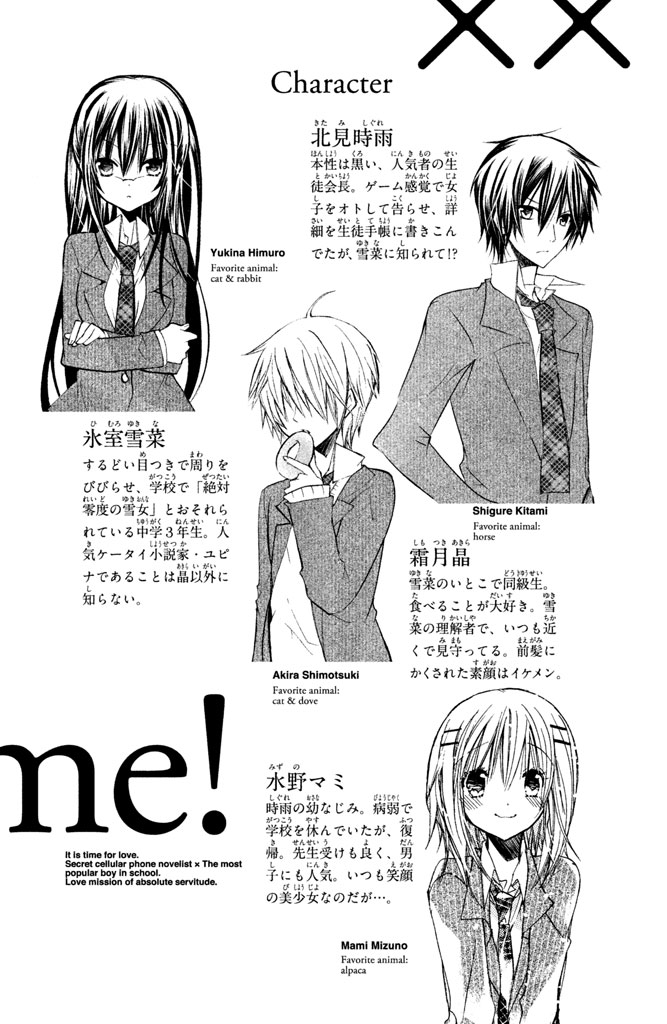 ××
Character
北見時雨
本性は黒い、人気者の生
徒会長。ゲーム感覚で女
子をオトして告らせ、詳
細を生徒手帳に書きこん
でたが、雪菜に知られて!?
Yukina Himuro
Favorite animal:
cat & rabbit
氷室雪菜
するどい目つきで周りを
びびらせ、学校で「絶対
零度の雪女」とおそれら
れている中学3年生。人
気ケータイ小説家・ユピ
ナであることは晶以外に
知らない。
Shigure Kitami
Favorite animal:
horse
霜月晶
雪菜のいとこで同級生。
食べることが大好き。雪
菜の理解者で、いつも近
くで見守ってる。前髪に
かくされた素顔はイケメン。
Akira Shimotsuki
Favorite animal:
cat & dove
me!
It is time for love.
Secret cellular phone novelist × The most
popular boy in school.
Love mission of absolute servitude.
水野マミ
時雨の幼なじみ。病弱で
学校を休んでいたが、復
帰。先生受けも良く、男
子にも人気。いつも笑顔
の美少女なのだが…。
Mami Mizuno
Favorite animal:
alpaca